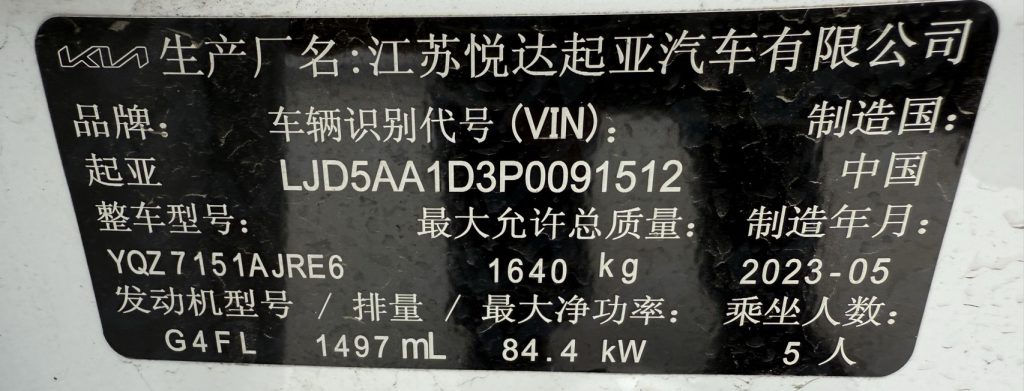 KIA 生产厂名:江苏悦达起亚汽车有限公司
品牌: 车辆识别代号(VIN): 制造国:
起亚 LJD5AA1D3P0091512 中国
整车型号: 最大允许总质量: 制造年月:
YQZ7151AJRE6 1640 kg 2023-05
发动机型号 / 排量 / 最大净功率: 乘坐人数:
G4FL 1497 mL 84.4 kW 5 人